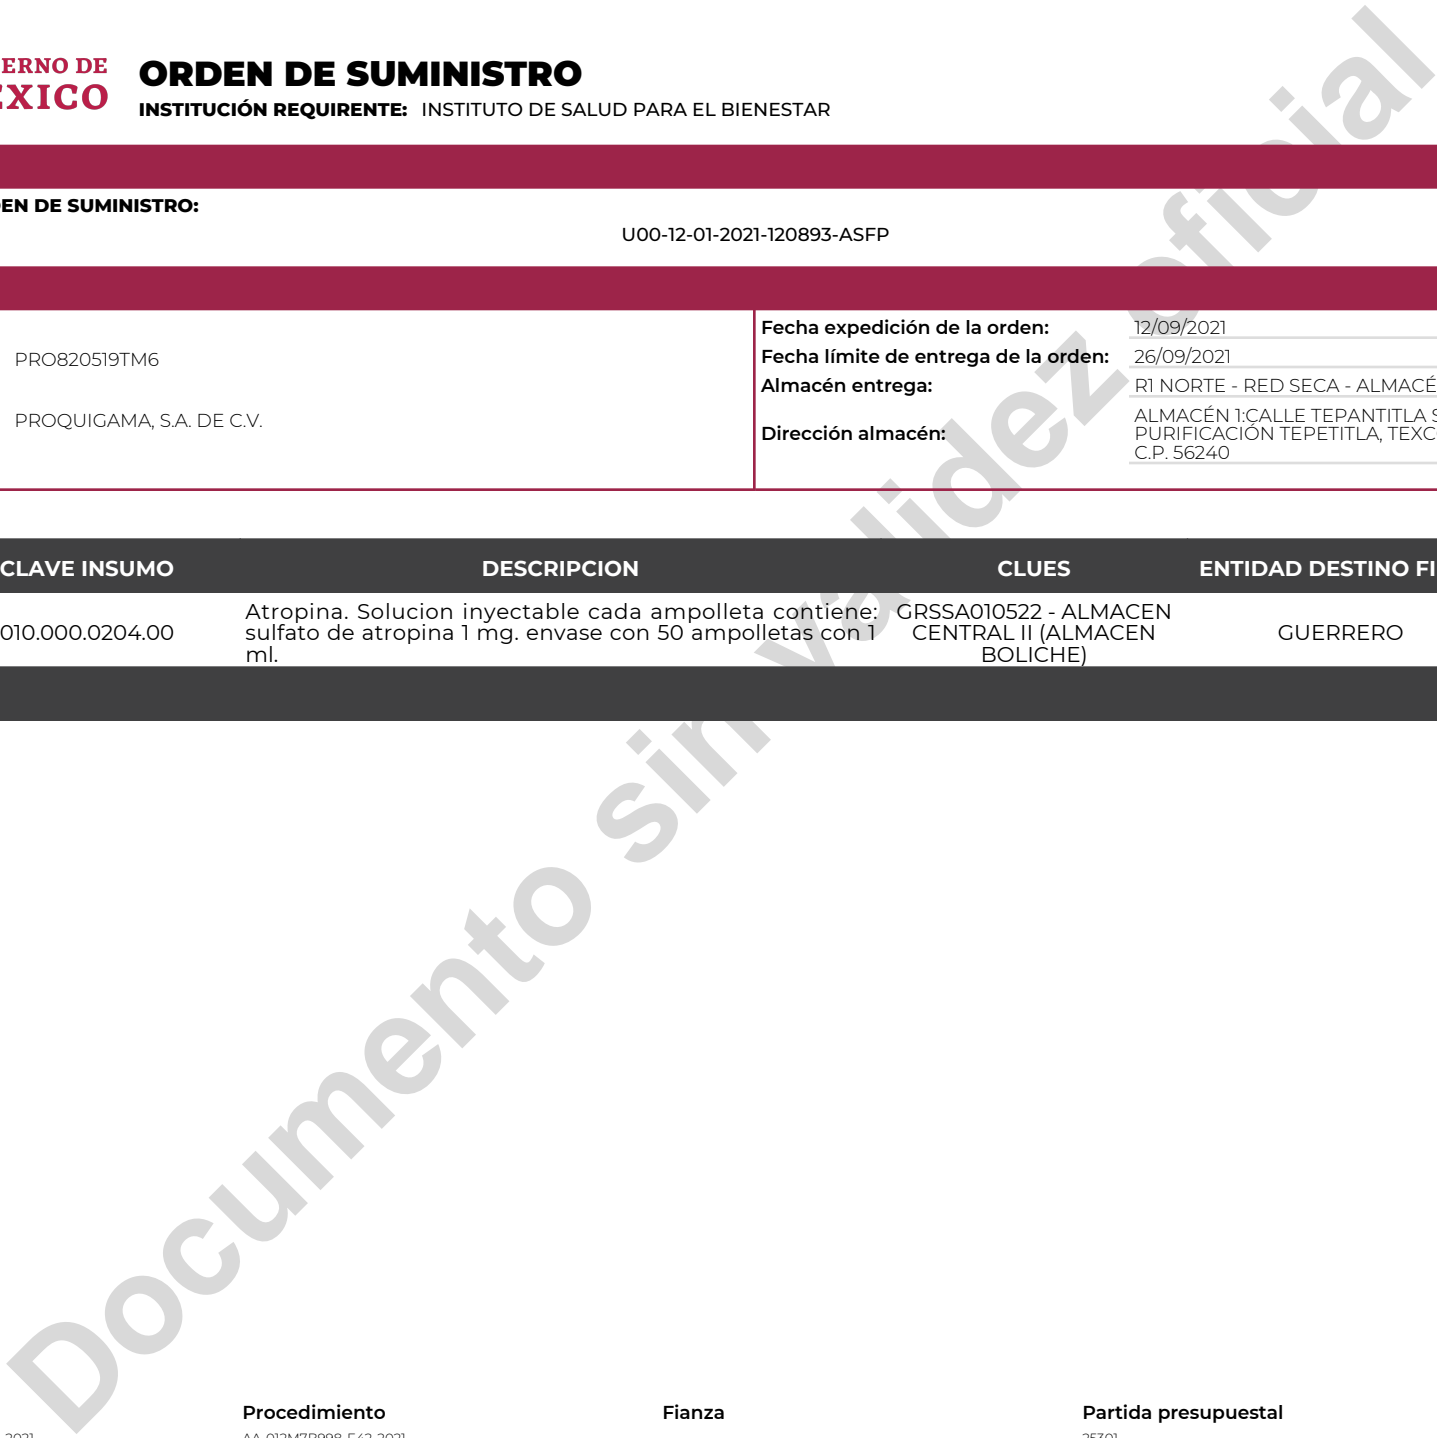 ERNO DE
ÉXICO
ORDEN DE SUMINISTRO
INSTITUCIÓN REQUIRENTE: INSTITUTO DE SALUD PARA EL BIENESTAR
EN DE SUMINISTRO:
U00-12-01-2021-120893-ASFP
PRO820519TM6
PROQUIGAMA, S.A. DE C.V.
Fecha expedición de la orden: 12/09/2021
Fecha límite de entrega de la orden: 26/09/2021
Almacén entrega: R1 NORTE - RED SECA - ALMACÉ
Dirección almacén: ALMACÉN 1:CALLE TEPANTITLA S
PURIFICACIÓN TEPETITLA, TEXC
C.P. 56240
CLAVE INSUMO DESCRIPCION CLUES ENTIDAD DESTINO FI
010.000.0204.00
Atropina. Solucion inyectable cada ampolleta contiene:
sulfato de atropina 1 mg. envase con 50 ampolletas con 1
ml.
GRSSA010522 - ALMACEN
CENTRAL II (ALMACEN
BOLICHE)
GUERRERO
Documento sin validez oficial
Procedimiento Fianza Partida presupuestal